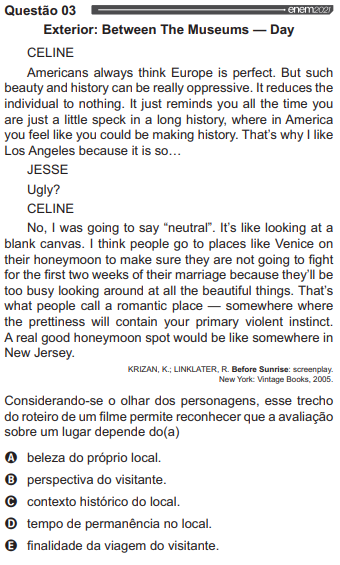 Questão 03
enem2021
Exterior: Between The Museums — Day
CELINE
Americans always think Europe is perfect. But such
beauty and history can be really oppressive. It reduces the
individual to nothing. It just reminds you all the time you
are just a little speck in a long history, where in America
you feel like you could be making history. That’s why I like
Los Angeles because it is so…
JESSE
Ugly?
CELINE
No, I was going to say “neutral”. It’s like looking at a
blank canvas. I think people go to places like Venice on
their honeymoon to make sure they are not going to fight
for the first two weeks of their marriage because they’ll be
too busy looking around at all the beautiful things. That’s
what people call a romantic place — somewhere where
the prettiness will contain your primary violent instinct.
A real good honeymoon spot would be like somewhere in
New Jersey.
KRIZAN, K.; LINKLATER, R. Before Sunrise: screenplay.
New York: Vintage Books, 2005.
Considerando-se o olhar dos personagens, esse trecho
do roteiro de um filme permite reconhecer que a avaliação
sobre um lugar depende do(a)
A beleza do próprio local.
B perspectiva do visitante.
C contexto histórico do local.
D tempo de permanência no local.
E finalidade da viagem do visitante.